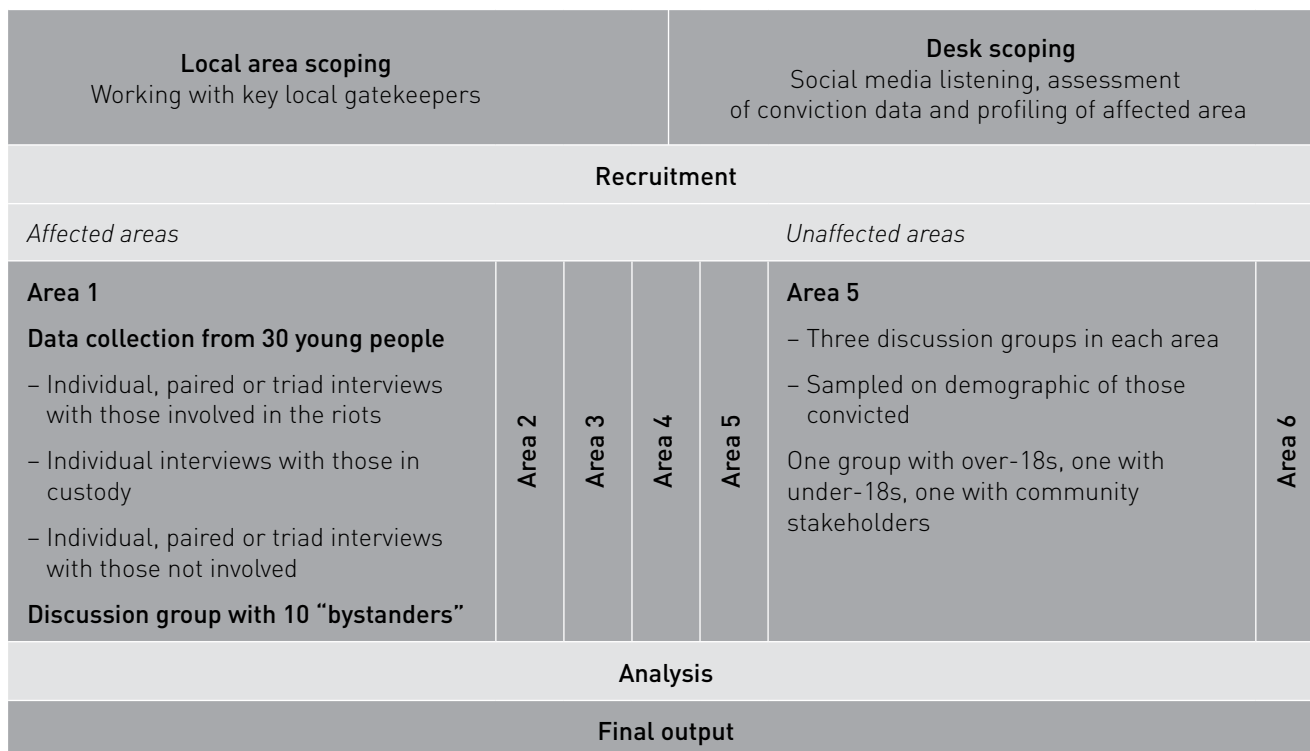 Local area scoping
Working with key local gatekeepers
Desk scoping
Social media listening, assessment
of conviction data and profiling of affected area
Recruitment
Affected areas
Unaffected areas
Area 1
Data collection from 30 young people
– Individual, paired or triad interviews
with those involved in the riots
– Individual interviews with those in
custody
– Individual, paired or triad interviews
with those not involved
Discussion group with 10 “bystanders”
Area 2
Area 3
Area 4
Area 5
Area 5
– Three discussion groups in each area
– Sampled on demographic of those
convicted
One group with over-18s, one with
under-18s, one with community
stakeholders
Area 6
Analysis
Final output